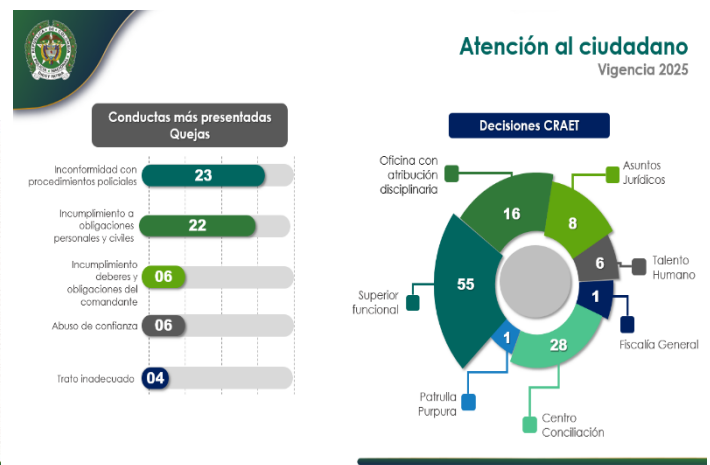 Atención al ciudadano
Vigencia 2025
Conductas más presentadas
Quejas
Inconformidad con
procedimientos policiales
23
Incumplimiento a
obligaciones
personales y civiles
22
Incumplimiento
deberes y
obligaciones del
comandante
06
Abuso de confianza
06
Trato inadecuado
04
Decisiones CRAET
Oficina con
atribución
disciplinaria
16
Asuntos
Jurídicos
8
Talento
Humano
6
Fiscalía General
1
Centro
Conciliación
28
Patrulla
Purpura
1
Superior
funcional
55